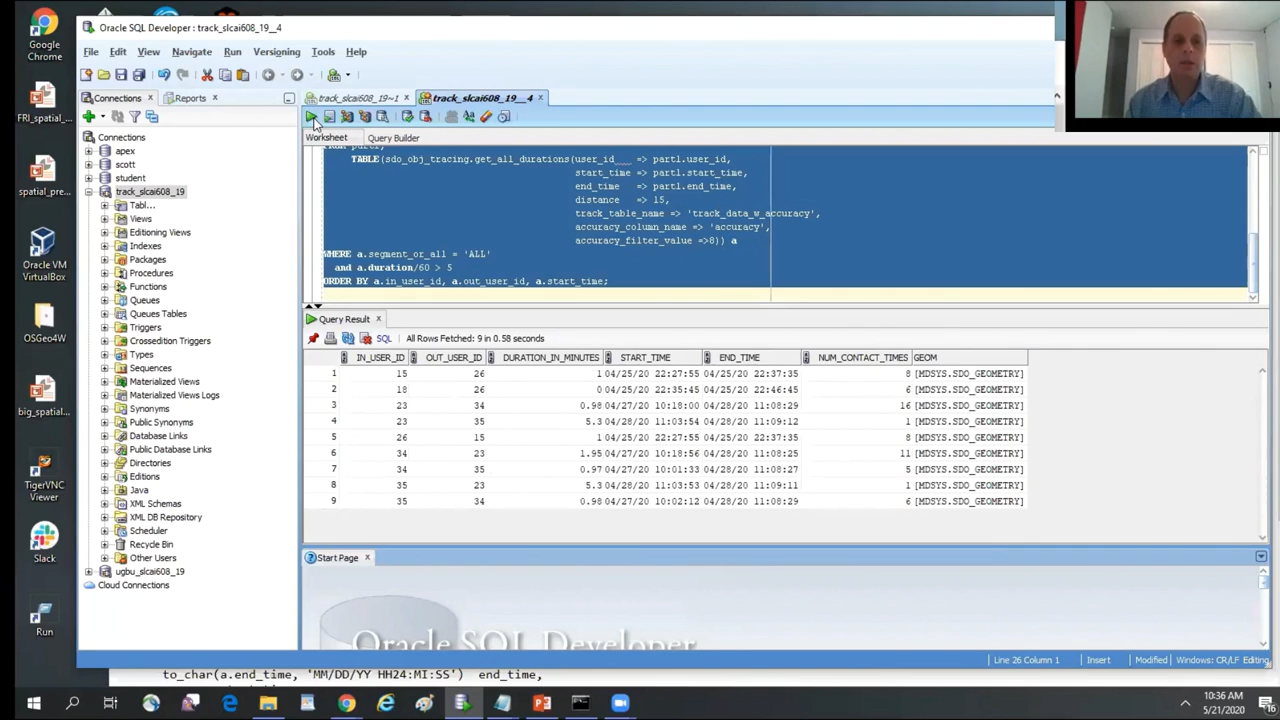 Google
Chrome
FRI_spatial_...
spatial_pre...
Oracle VM
VirtualBox
OSGeo4W
big_spatial...
TigerVNC
Viewer
Slack
Run
Oracle SQL Developer : track_slcai608_19__4
File Edit View Navigate Run Versioning Tools Help
Connections Reports
track_slcai608_19~1 track_slcai608_19__4
Worksheet Query Builder
Connections
apex
scott
student
track_slcai608_19
Tabl...
Views
Editioning Views
Indexes
Packages
Procedures
Functions
Queues
Queues Tables
Triggers
Crossedition Triggers
Types
Sequences
Materialized Views
Materialized Views Logs
Synonyms
Public Synonyms
Database Links
Public Database Links
Directories
Editions
Java
XML Schemas
XML DB Repository
Scheduler
Recycle Bin
Other Users
ugbu_slcai608_19
Cloud Connections
TABLE(sdo_obj_tracing.get_all_durations(user_id => part1.user_id,
start_time => part1.start_time,
end_time => part1.end_time,
distance => 15,
track_table_name => 'track_data_w_accuracy',
accuracy_column_name => 'accuracy',
accuracy_filter_value =>8)) a
WHERE a.segment_or_all = 'ALL'
and a.duration/60 > 5
ORDER BY a.in_user_id, a.out_user_id, a.start_time;
Query Result
SQL All Rows Fetched: 9 in 0.58 seconds
IN_USER_ID OUT_USER_ID DURATION_IN_MINUTES START_TIME END_TIME NUM_CONTACT_TIMES GEOM
1 15 26 1 04/25/20 22:27:55 04/25/20 22:37:35 8 [MDSYS.SDO_GEOMETRY]
2 18 26 0 04/25/20 22:35:45 04/25/20 22:46:45 6 [MDSYS.SDO_GEOMETRY]
3 23 34 0.98 04/27/20 10:18:00 04/28/20 11:08:29 16 [MDSYS.SDO_GEOMETRY]
4 23 35 5.3 04/28/20 11:03:54 04/28/20 11:09:12 1 [MDSYS.SDO_GEOMETRY]
5 26 15 1 04/25/20 22:27:55 04/25/20 22:37:35 8 [MDSYS.SDO_GEOMETRY]
6 34 23 1.95 04/27/20 10:18:56 04/28/20 11:08:25 11 [MDSYS.SDO_GEOMETRY]
7 34 35 0.97 04/27/20 10:01:33 04/28/20 11:08:27 5 [MDSYS.SDO_GEOMETRY]
8 35 23 5.3 04/28/20 11:03:53 04/28/20 11:09:11 1 [MDSYS.SDO_GEOMETRY]
9 35 34 0.98 04/27/20 10:02:12 04/28/20 11:08:29 6 [MDSYS.SDO_GEOMETRY]
Start Page
Oracle SQL Developer
Line 26 Column 1 Insert Modified Windows: CR/LF Editing
to_char(a.end_time, 'MM/DD/YY HH24:MI:SS') end_time,
10:36 AM
5/21/2020
16